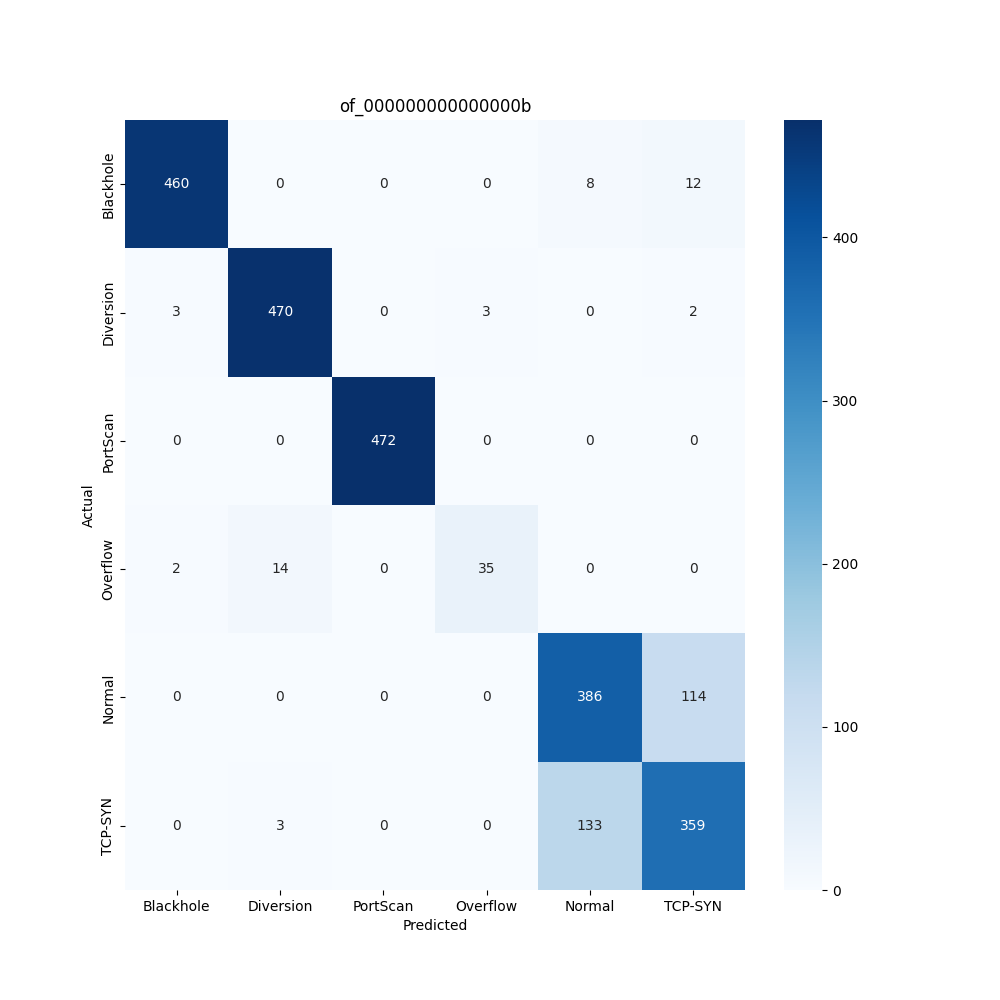 of_000000000000000b
Blackhole 460 0 0 0 8 12
Diversion 3 470 0 3 0 2
PortScan 0 0 472 0 0 0
Overflow 2 14 0 35 0 0
Normal 0 0 0 0 386 114
TCP-SYN 0 3 0 0 133 359
Actual
Blackhole Diversion PortScan Overflow Normal TCP-SYN
Predicted
400
300
200
100
0